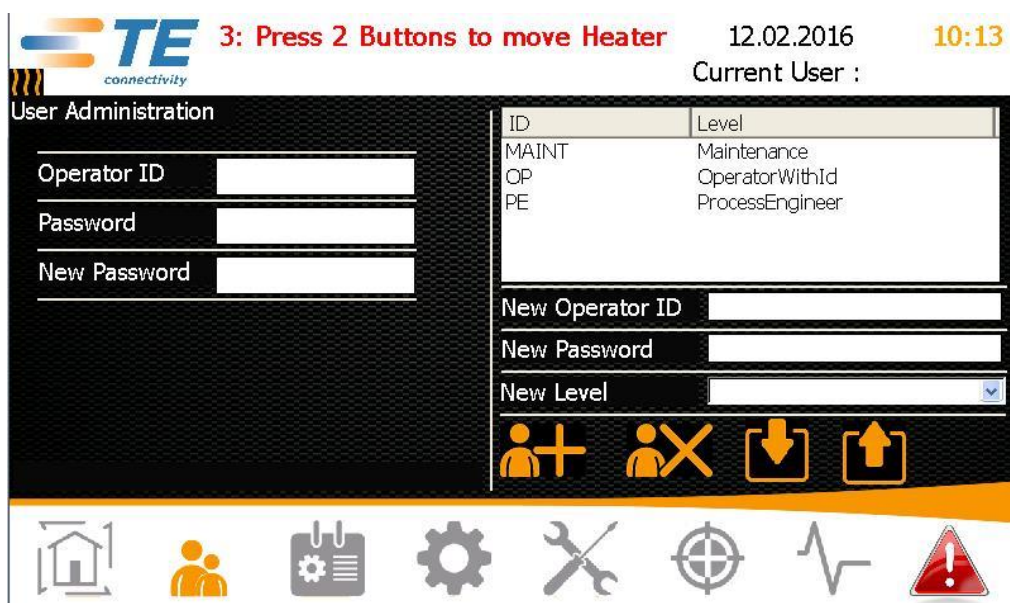 TE
connectivity
3: Press 2 Buttons to move Heater
12.02.2016
10:13
Current User :
User Administration
Operator ID
Password
New Password
ID Level
MAINT Maintenance
OP OperatorWithId
PE ProcessEngineer
New Operator ID
New Password
New Level